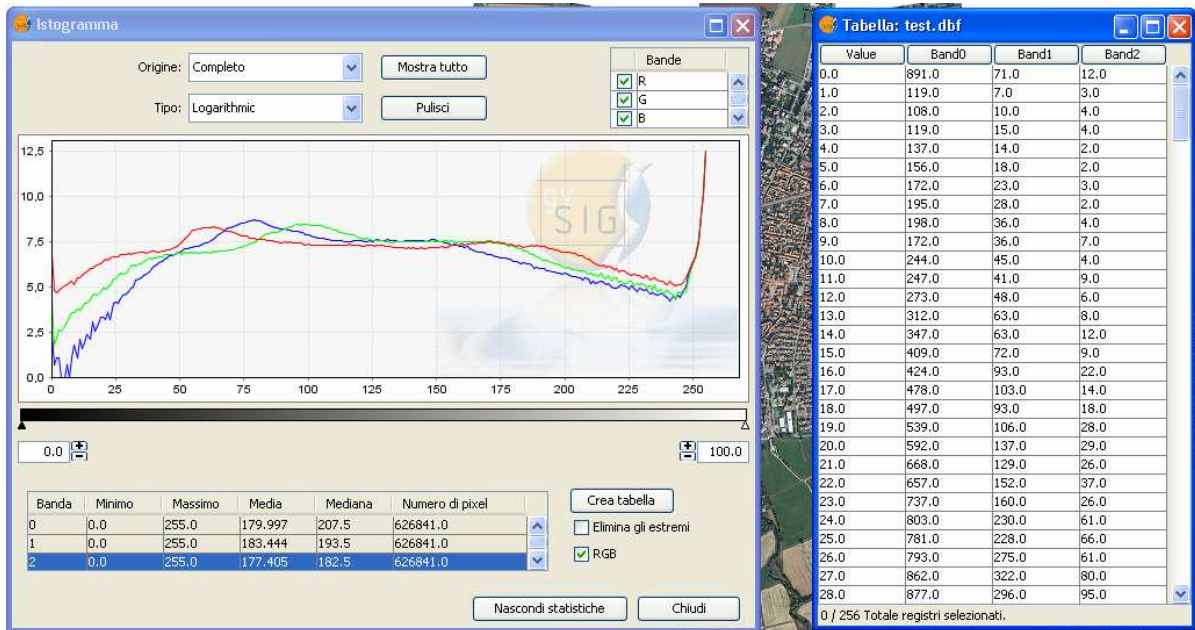 Istogramma
Origine: Completo Mostra tutto
Tipo: Logarithmic Pulisci
Bande
R
G
B
12,5
10,0
7,5
5,0
2,5
0,0
0 25 50 75 100 125 150 175 200 225 250
gv
SIG
0.0 100.0
Banda Minimo Massimo Media Mediana Numero di pixel
0 0.0 255.0 179.997 207.5 626841.0
1 0.0 255.0 183.444 193.5 626841.0
2 0.0 255.0 177.405 182.5 626841.0
Crea tabella
Elimina gli estremi
RGB
Nascondi statistiche Chiudi
Tabella: test.dbf
Value Band0 Band1 Band2
0.0 891.0 71.0 12.0
1.0 119.0 7.0 3.0
2.0 108.0 10.0 4.0
3.0 119.0 15.0 4.0
4.0 137.0 14.0 2.0
5.0 156.0 18.0 2.0
6.0 172.0 23.0 3.0
7.0 195.0 28.0 2.0
8.0 198.0 36.0 4.0
9.0 172.0 36.0 7.0
10.0 244.0 45.0 4.0
11.0 247.0 41.0 9.0
12.0 273.0 48.0 6.0
13.0 312.0 63.0 8.0
14.0 347.0 63.0 12.0
15.0 409.0 72.0 9.0
16.0 424.0 93.0 22.0
17.0 478.0 103.0 14.0
18.0 497.0 93.0 18.0
19.0 539.0 106.0 28.0
20.0 592.0 137.0 29.0
21.0 668.0 129.0 26.0
22.0 657.0 152.0 37.0
23.0 737.0 160.0 26.0
24.0 803.0 230.0 61.0
25.0 781.0 228.0 66.0
26.0 793.0 275.0 61.0
27.0 862.0 322.0 80.0
28.0 877.0 296.0 95.0
0 / 256 Totale registri selezionati.